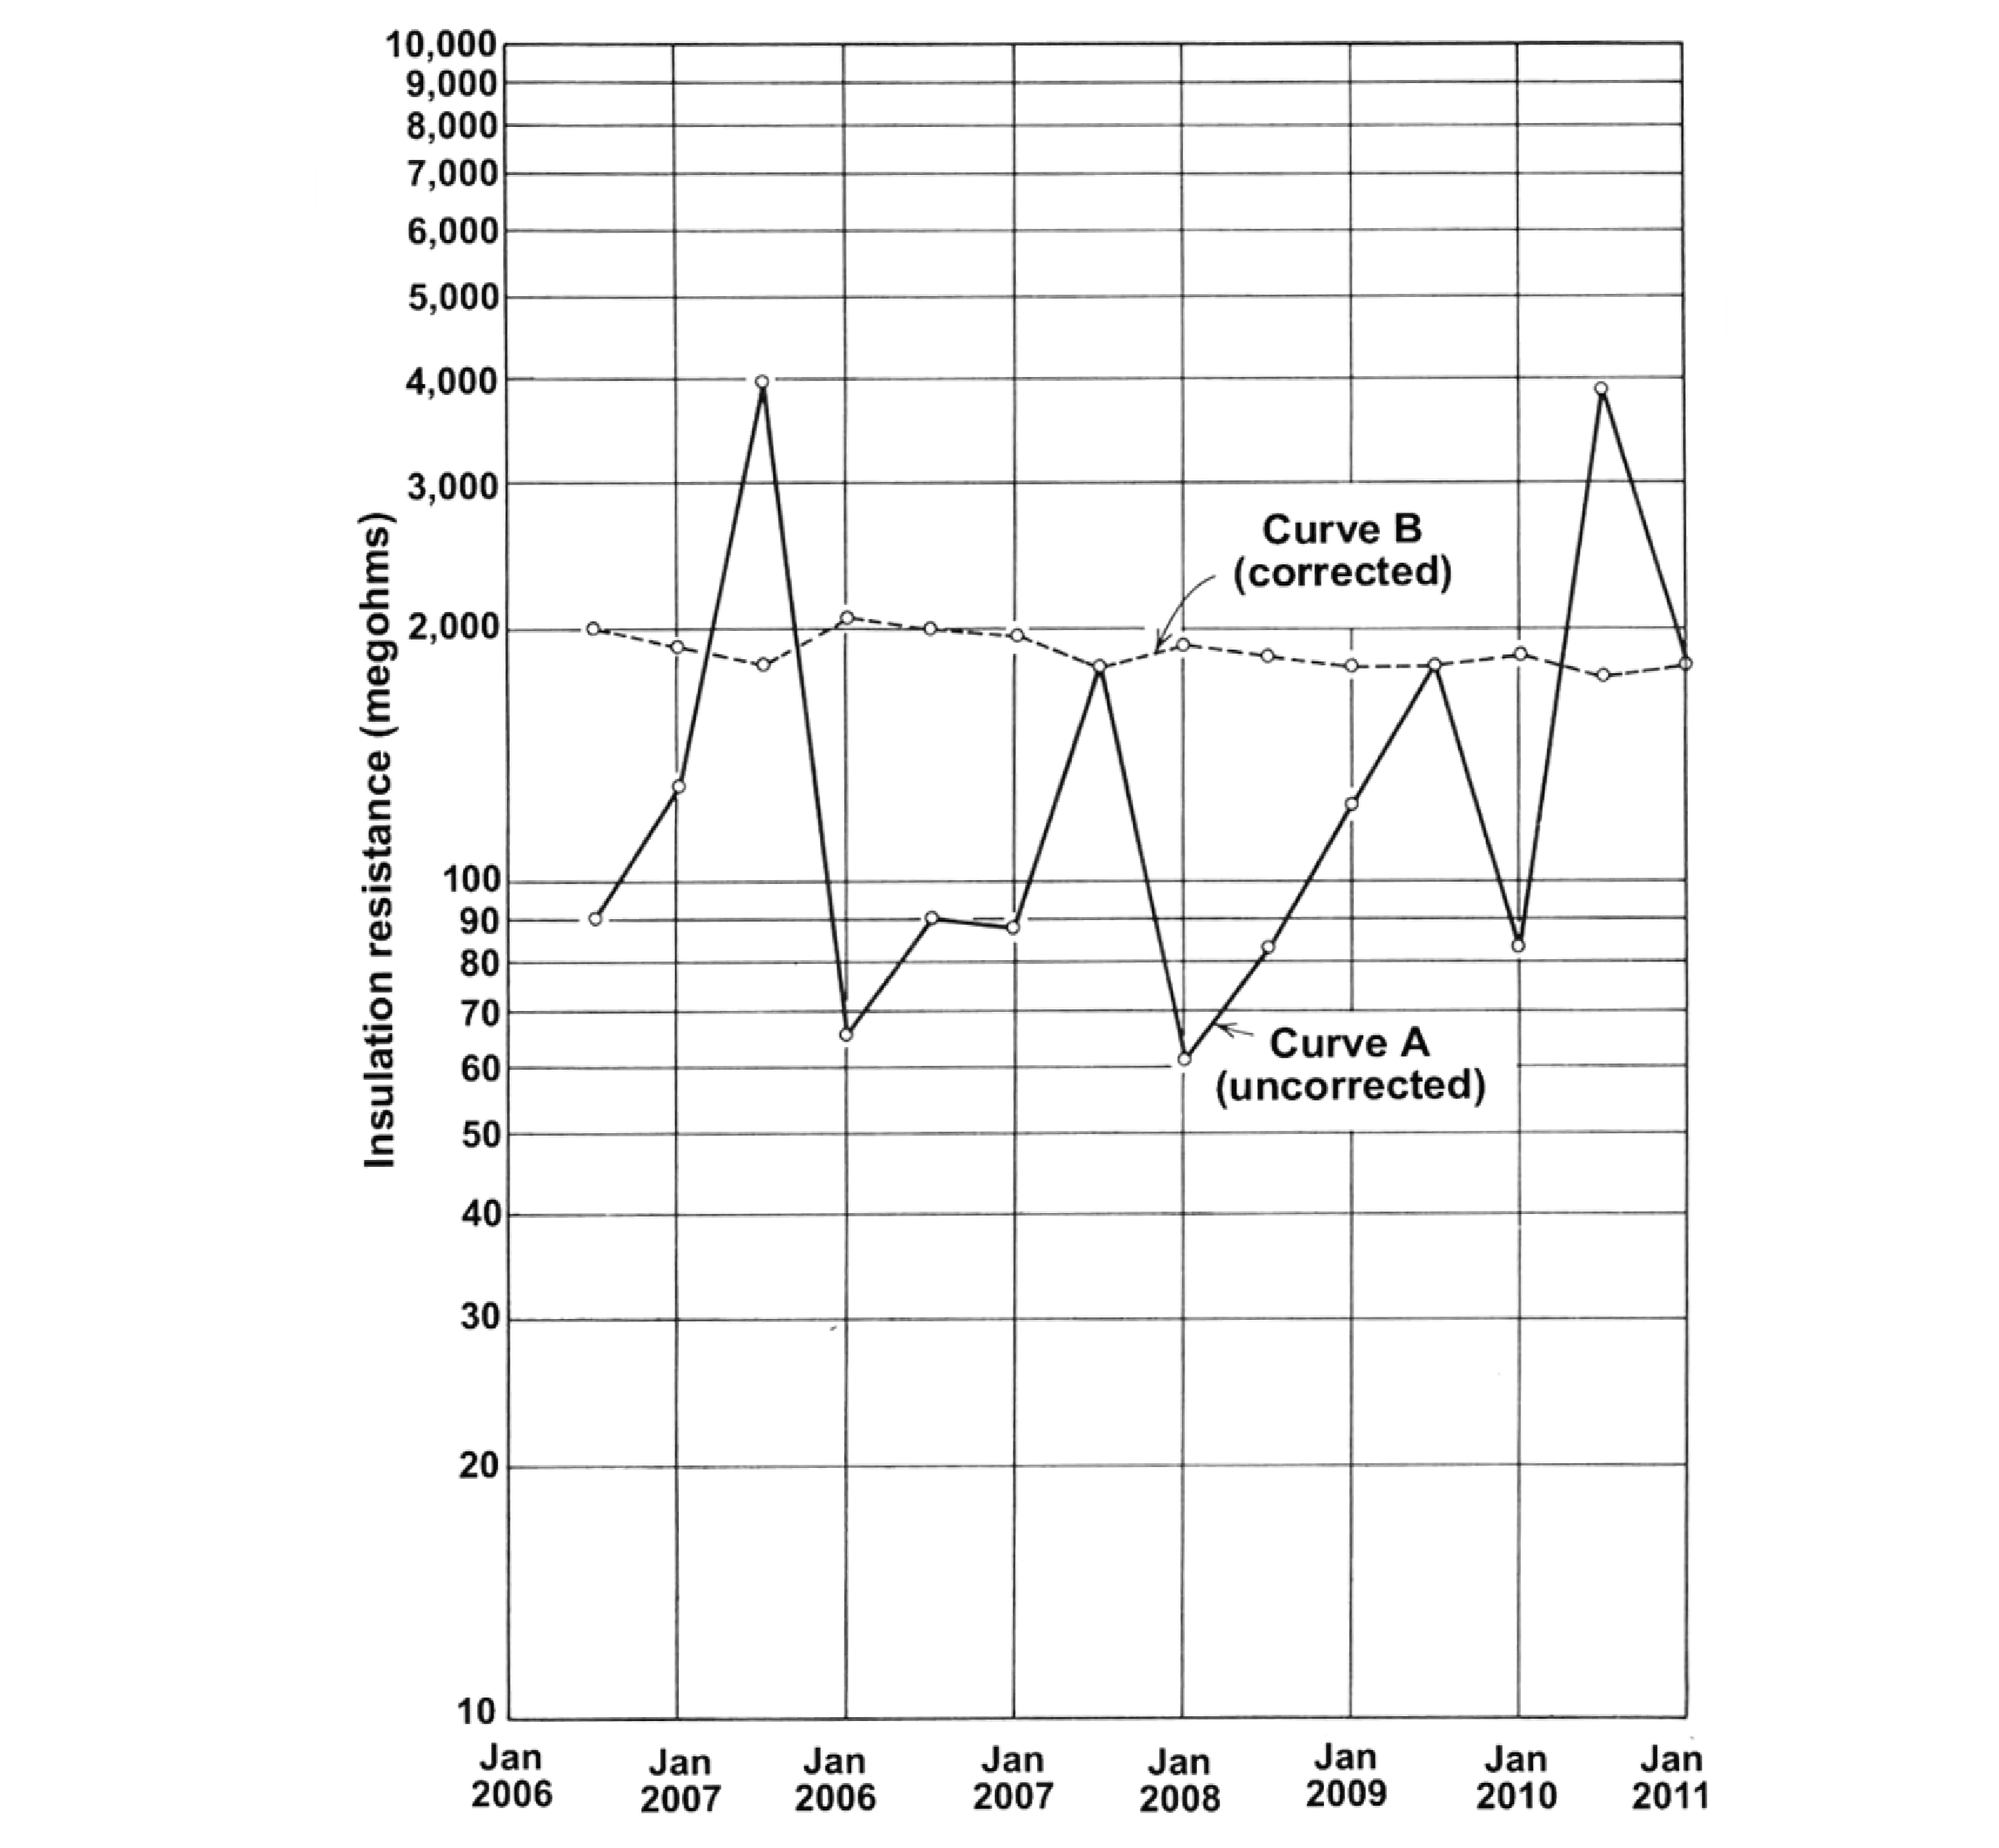 10,000
9,000
8,000
7,000
6,000
5,000
4,000
3,000
2,000
100
90
80
70
60
50
40
30
20
10
Insulation resistance (megohms)
Curve B
(corrected)
Curve A
(uncorrected)
Jan
2006
Jan
2007
Jan
2006
Jan
2007
Jan
2008
Jan
2009
Jan
2010
Jan
2011